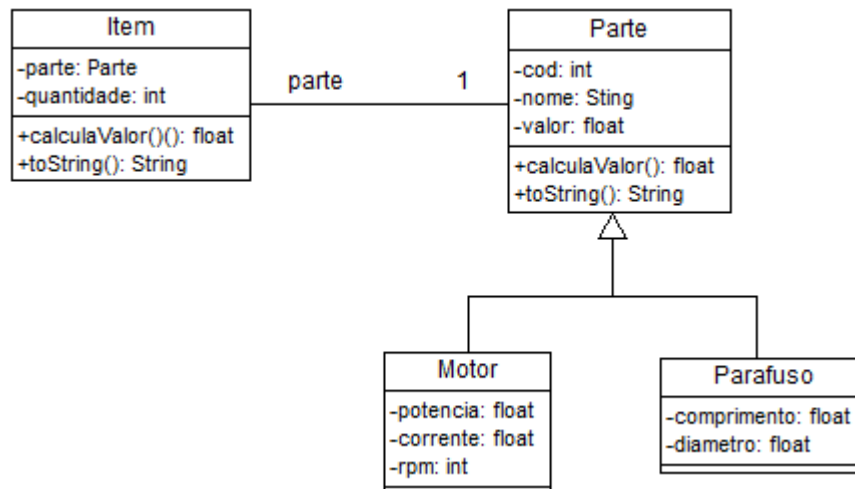 Item
-parte: Parte
-quantidade: int
+calculaValor()(): float
+toString(): String
parte 1
Parte
-cod: int
-nome: Sting
-valor: float
+calculaValor(): float
+toString(): String
Motor
-potencia: float
-corrente: float
-rpm: int
Parafuso
-comprimento: float
-diametro: float